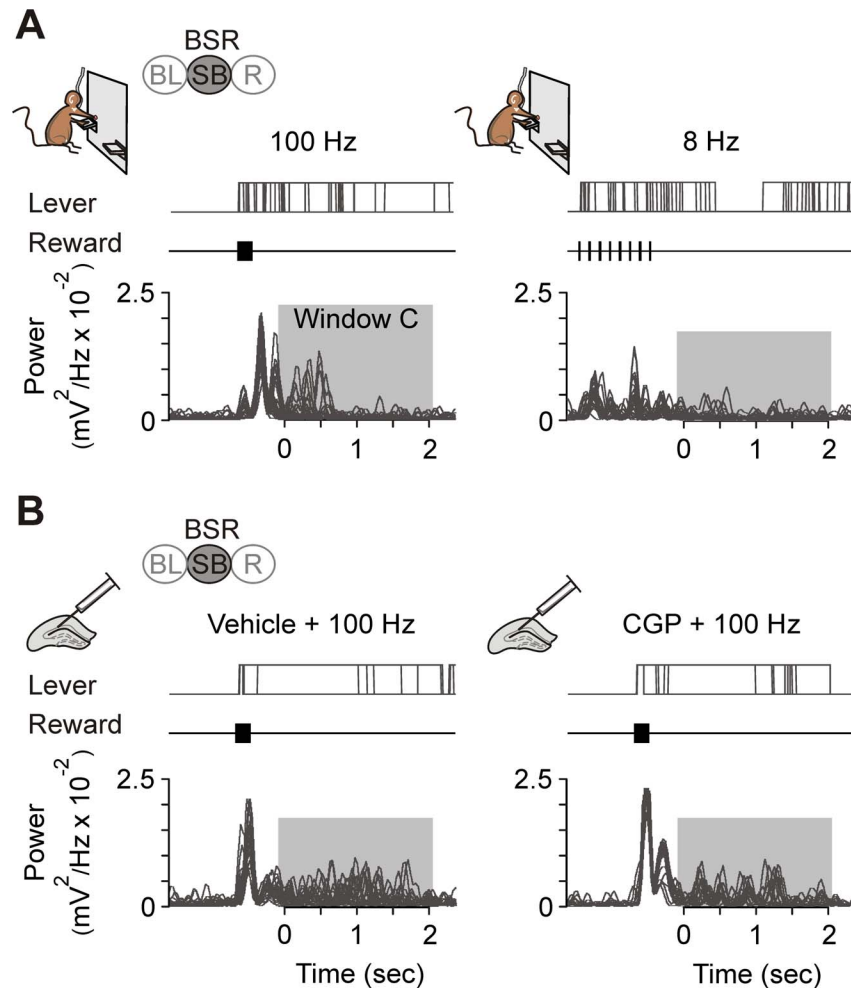 A
BSR
BL SB R
100 Hz
8 Hz
Lever
Reward
Power
(mV²/Hz x 10⁻²)
2.5
0
Window C
0 1 2
2.5
0
0 1 2
B
BSR
BL SB R
Vehicle + 100 Hz
CGP + 100 Hz
Lever
Reward
Power
(mV²/Hz x 10⁻²)
2.5
0
0 1 2
Time (sec)
2.5
0
0 1 2
Time (sec)